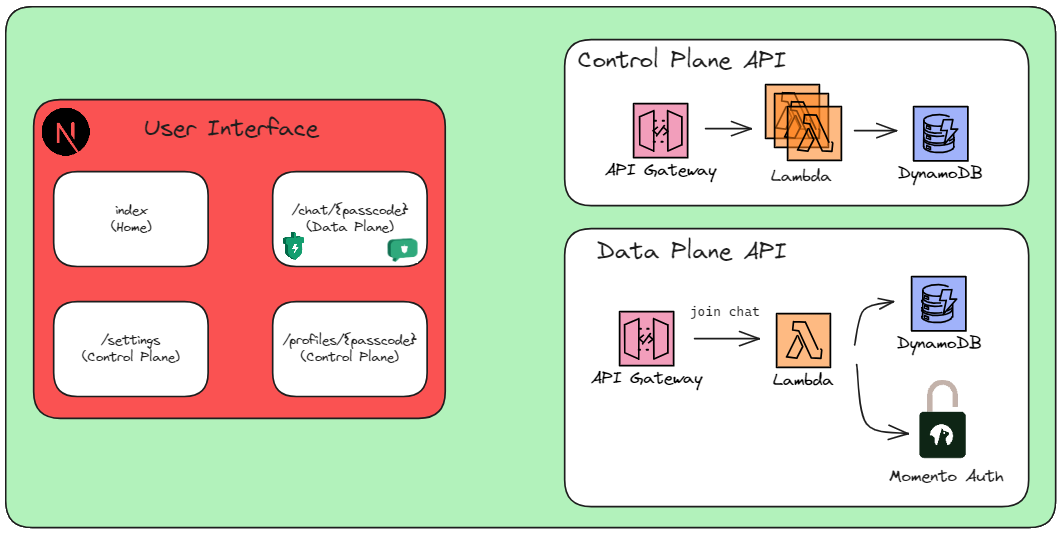 User Interface
index
(Home)
/chat/{passcode}
(Data Plane)
/settings
(Control Plane)
/profiles/{passcode}
(Control Plane)
Control Plane API
API Gateway
Lambda
DynamoDB
Data Plane API
join chat
API Gateway
Lambda
DynamoDB
Momento Auth